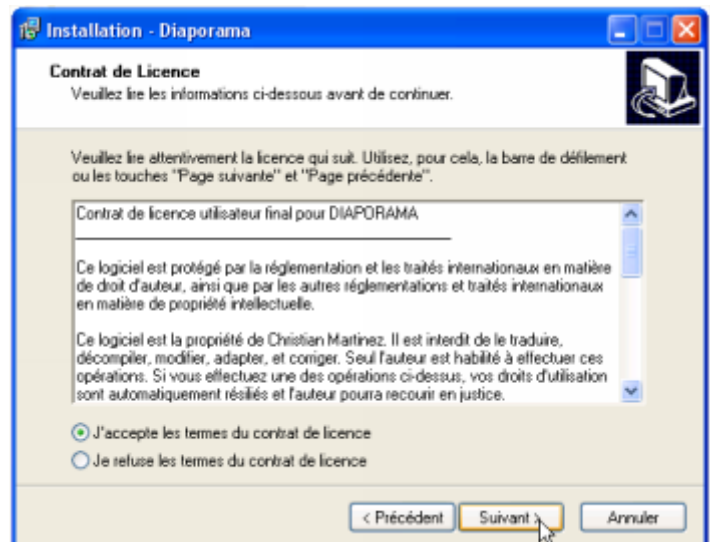 Installation - Diaporama
Contrat de Licence
Veuillez lire les informations ci-dessous avant de continuer.
Veuillez lire attentivement la licence qui suit. Utilisez, pour cela, la barre de défilement
ou les touches "Page suivante" et "Page précédente".
Contrat de licence utilisateur final pour DIAPORAMA
Ce logiciel est protégé par la réglementation et les traités internationaux en matière
de droit d'auteur, ainsi que par les autres réglementations et traités internationaux
en matière de propriété intellectuelle.
Ce logiciel est la propriété de Christian Martinez. Il est interdit de le traduire,
décompiler, modifier, adapter, et corriger. Seul l'auteur est habilité à effectuer ces
opérations. Si vous effectuez une des opérations ci-dessus, vos droits d'utilisation
sont automatiquement résiliés et l'auteur pourra recourir en justice.
J'accepte les termes du contrat de licence
Je refuse les termes du contrat de licence
< Précédent Suivant > Annuler